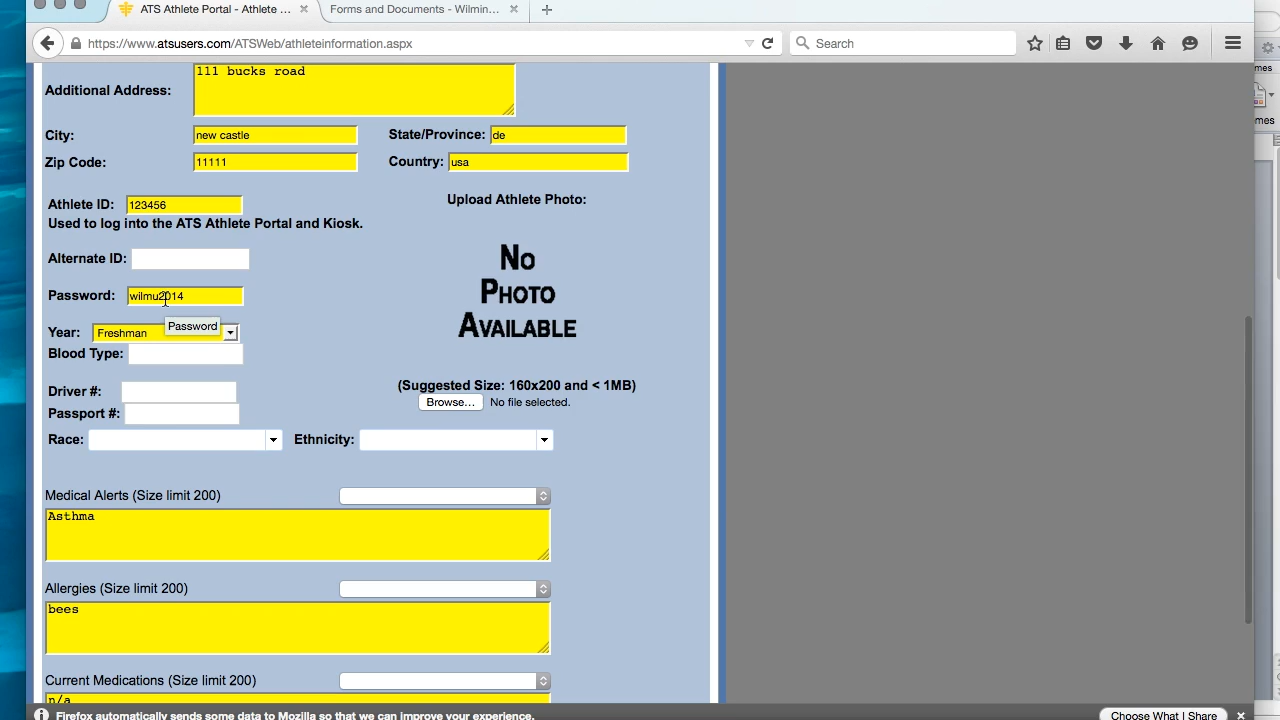 ATS Athlete Portal - Athlete ... ×
Forms and Documents - Wilmin... ×
https://www.atsusers.com/ATSWeb/athleteinformation.aspx
Search
111 bucks road
Additional Address:
City: new castle State/Province: de
Zip Code: 11111 Country: usa
Athlete ID: 123456 Upload Athlete Photo:
Used to log into the ATS Athlete Portal and Kiosk.
Alternate ID:
No
Photo
Available
Password: wilmu2014
Password
Year: Freshman
Blood Type:
Driver #:
(Suggested Size: 160x200 and < 1MB)
Browse... No file selected.
Passport #:
Race: Ethnicity:
Medical Alerts (Size limit 200)
Asthma
Allergies (Size limit 200)
bees
Current Medications (Size limit 200)
n/a
Firefox automatically sends some data to Mozilla so that we can improve your experience.
Choose What I Share ×
mes
mes